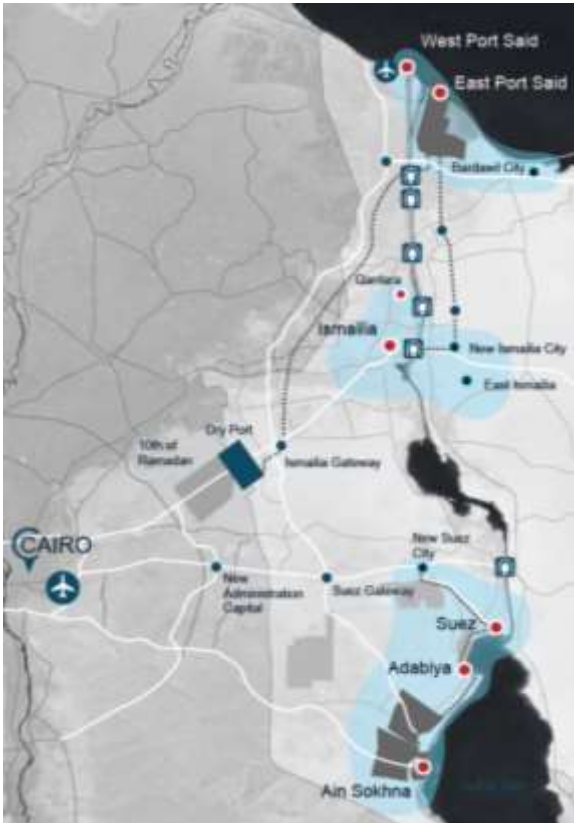 West Port Said
East Port Said
Bardawil City
Qantara
Ismailia
New Ismailia City
East Ismailia
Dry Port
10th of
Ramadan
Ismailia Gateway
CAIRO
New Suez
City
New
Administration
Capital
Suez Gateway
Suez
Adabiya
Ain Sokhna